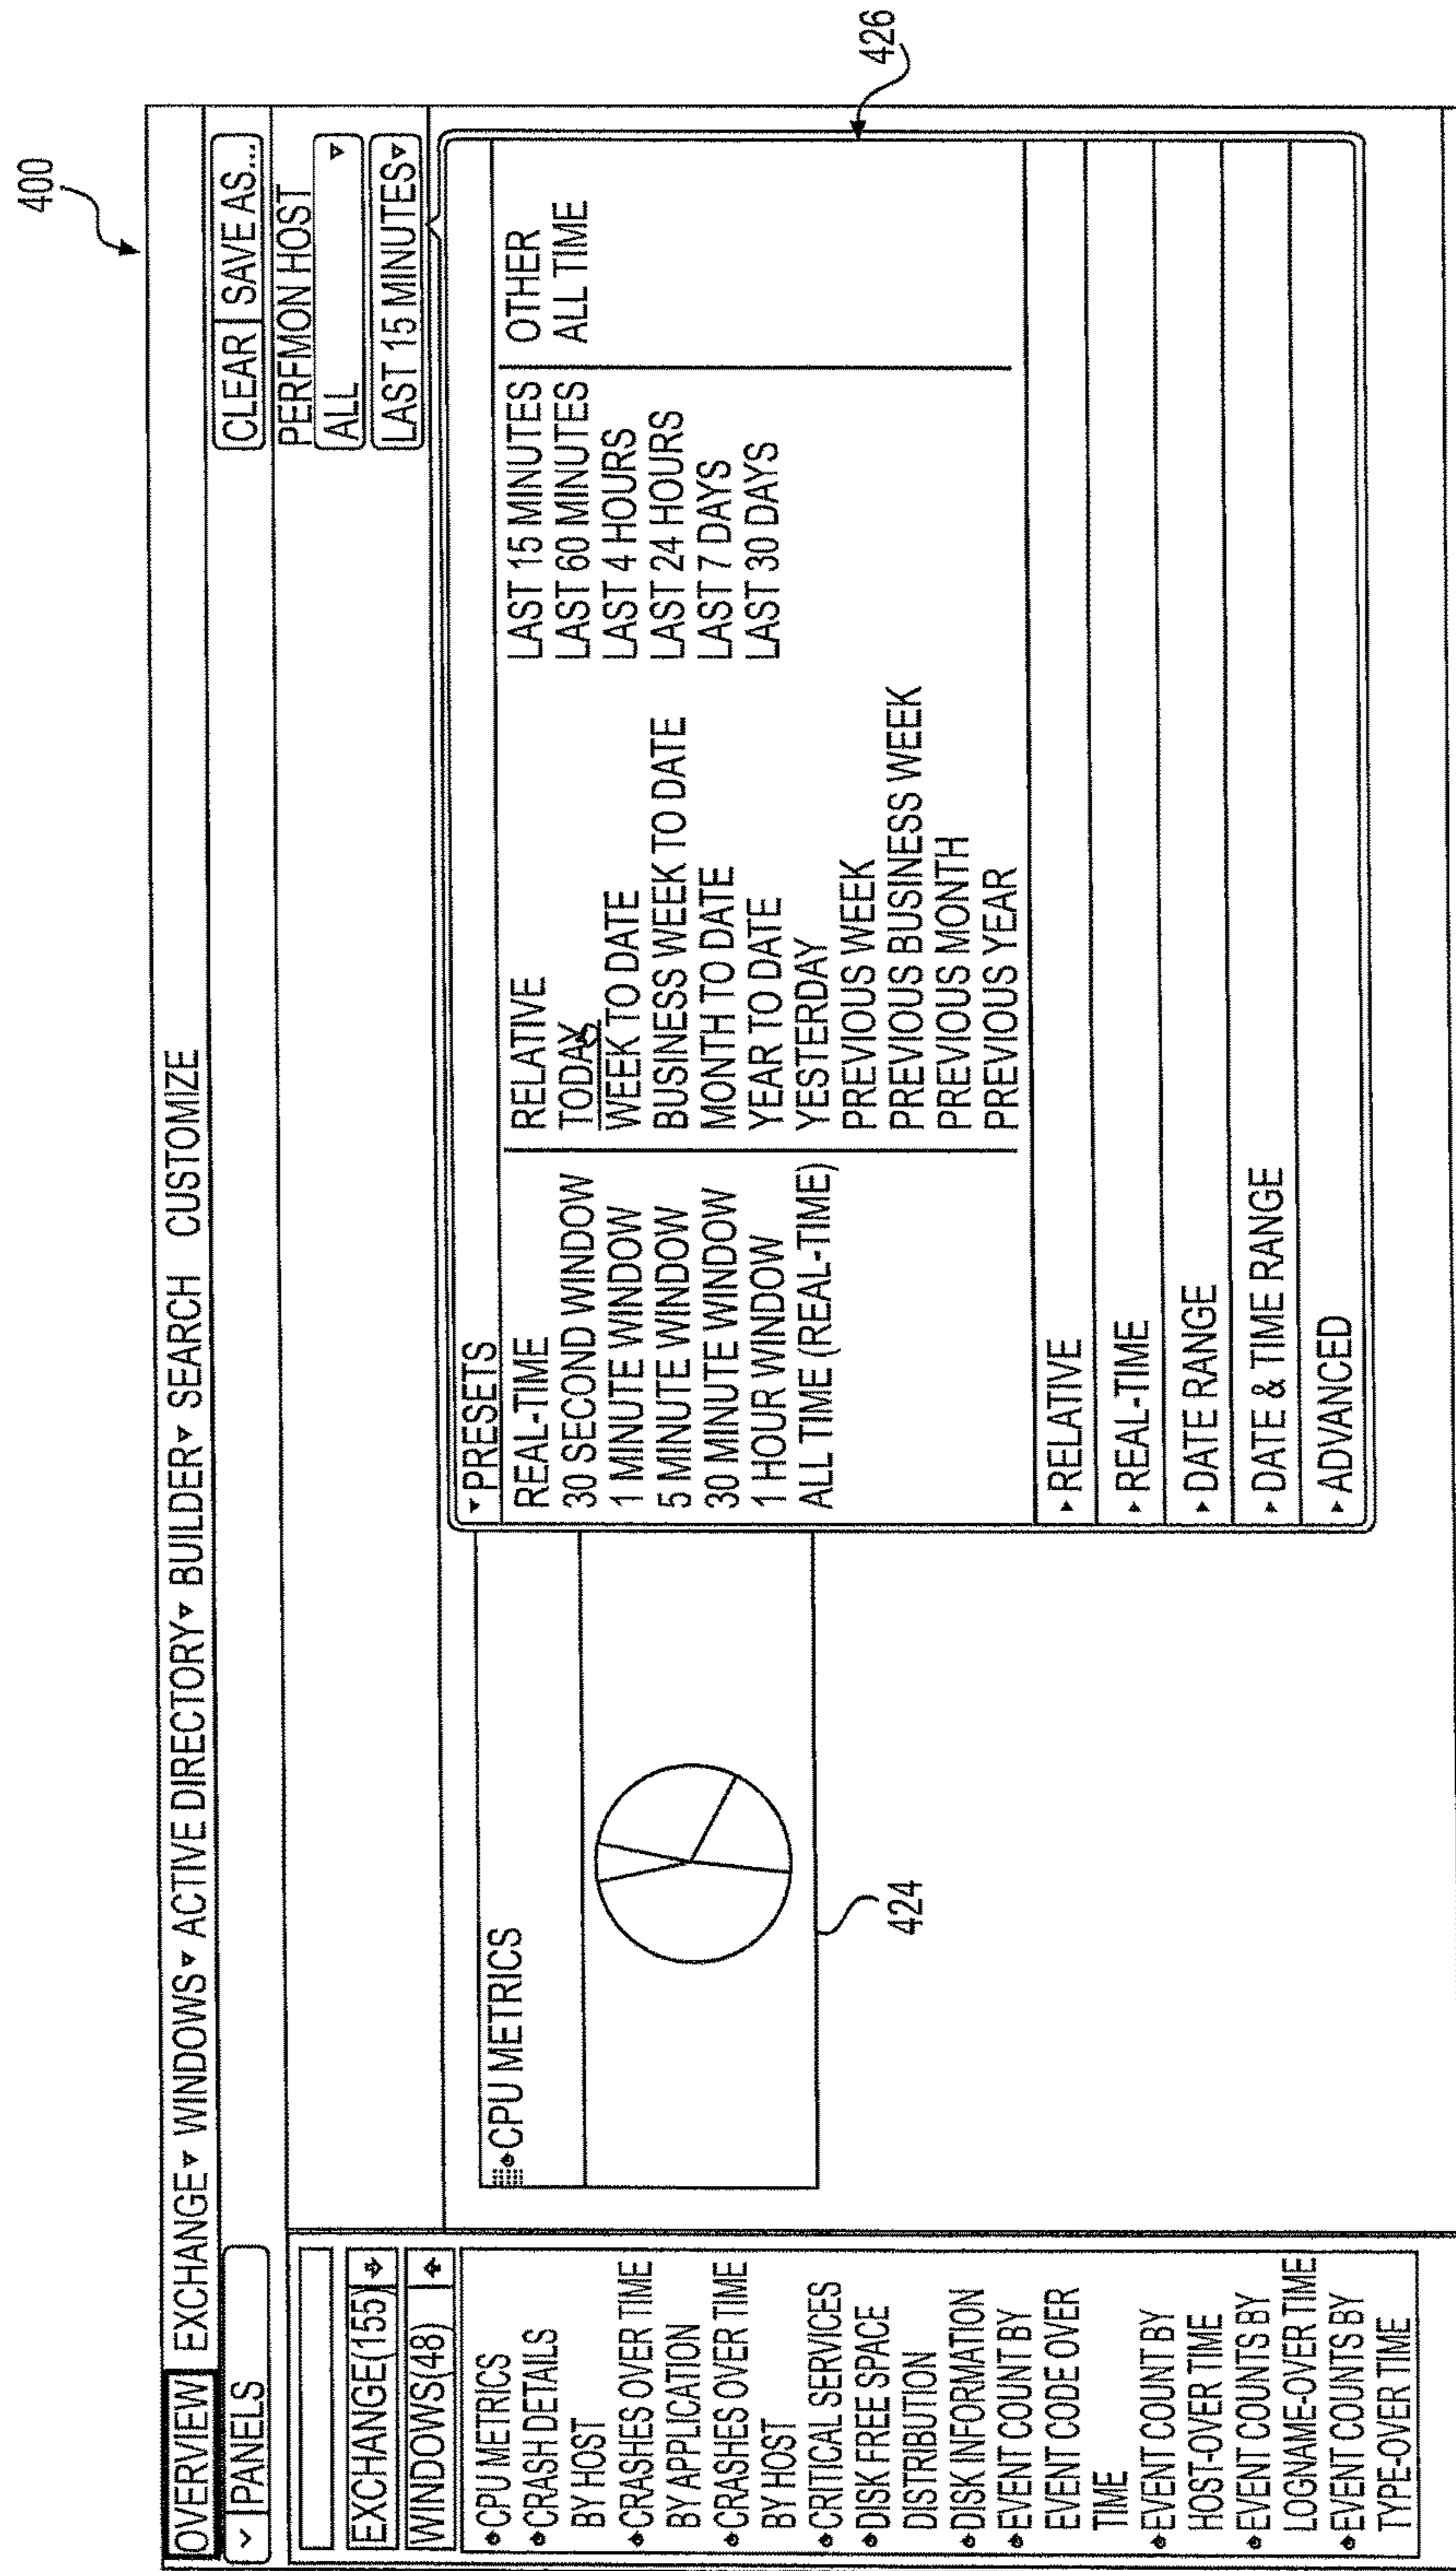 400
OVERVIEW EXCHANGE WINDOWS ACTIVE DIRECTORY BUILDER SEARCH CUSTOMIZE
PANELS
CLEAR SAVE AS...
PERFMON HOST
ALL
LAST 15 MINUTES
EXCHANGE(155)
WINDOWS(48)
CPU METRICS
CRASH DETAILS
BY HOST
CRASHES OVER TIME
BY APPLICATION
CRASHES OVER TIME
BY HOST
CRITICAL SERVICES
DISK FREE SPACE
DISTRIBUTION
DISK INFORMATION
EVENT COUNT BY
EVENT CODE OVER
TIME
EVENT COUNT BY
HOST-OVER TIME
EVENT COUNTS BY
LOGNAME-OVER TIME
EVENT COUNTS BY
TYPE-OVER TIME
CPU METRICS
424
PRESETS
REAL-TIME
30 SECOND WINDOW
1 MINUTE WINDOW
5 MINUTE WINDOW
30 MINUTE WINDOW
1 HOUR WINDOW
ALL TIME (REAL-TIME)
RELATIVE
TODAY
WEEK TO DATE
BUSINESS WEEK TO DATE
MONTH TO DATE
YEAR TO DATE
YESTERDAY
PREVIOUS WEEK
PREVIOUS BUSINESS WEEK
PREVIOUS MONTH
PREVIOUS YEAR
LAST 15 MINUTES
LAST 60 MINUTES
LAST 4 HOURS
LAST 24 HOURS
LAST 7 DAYS
LAST 30 DAYS
OTHER
ALL TIME
RELATIVE
REAL-TIME
DATE RANGE
DATE & TIME RANGE
ADVANCED
426